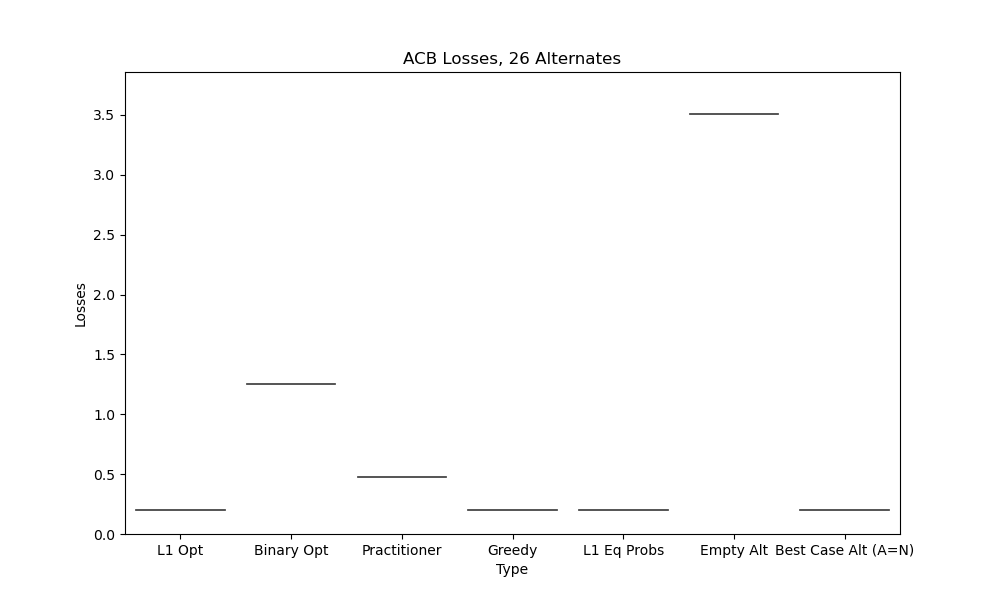 ACB Losses, 26 Alternates
3.5
3.0
2.5
2.0
1.5
1.0
0.5
0.0
Losses
L1 Opt Binary Opt Practitioner Greedy L1 Eq Probs Empty Alt Best Case Alt (A=N)
Type